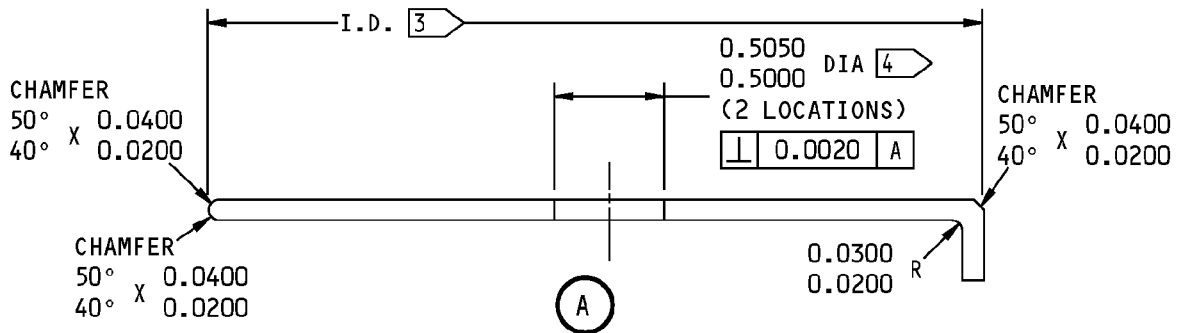 I.D. 3
0.5050
0.5000 DIA 4
(2 LOCATIONS)
⊥ 0.0020 A
CHAMFER
50° X 0.0400
40° 0.0200
CHAMFER
50° X 0.0400
40° 0.0200
CHAMFER
50° X 0.0400
40° 0.0200
0.0300
0.0200 R
A